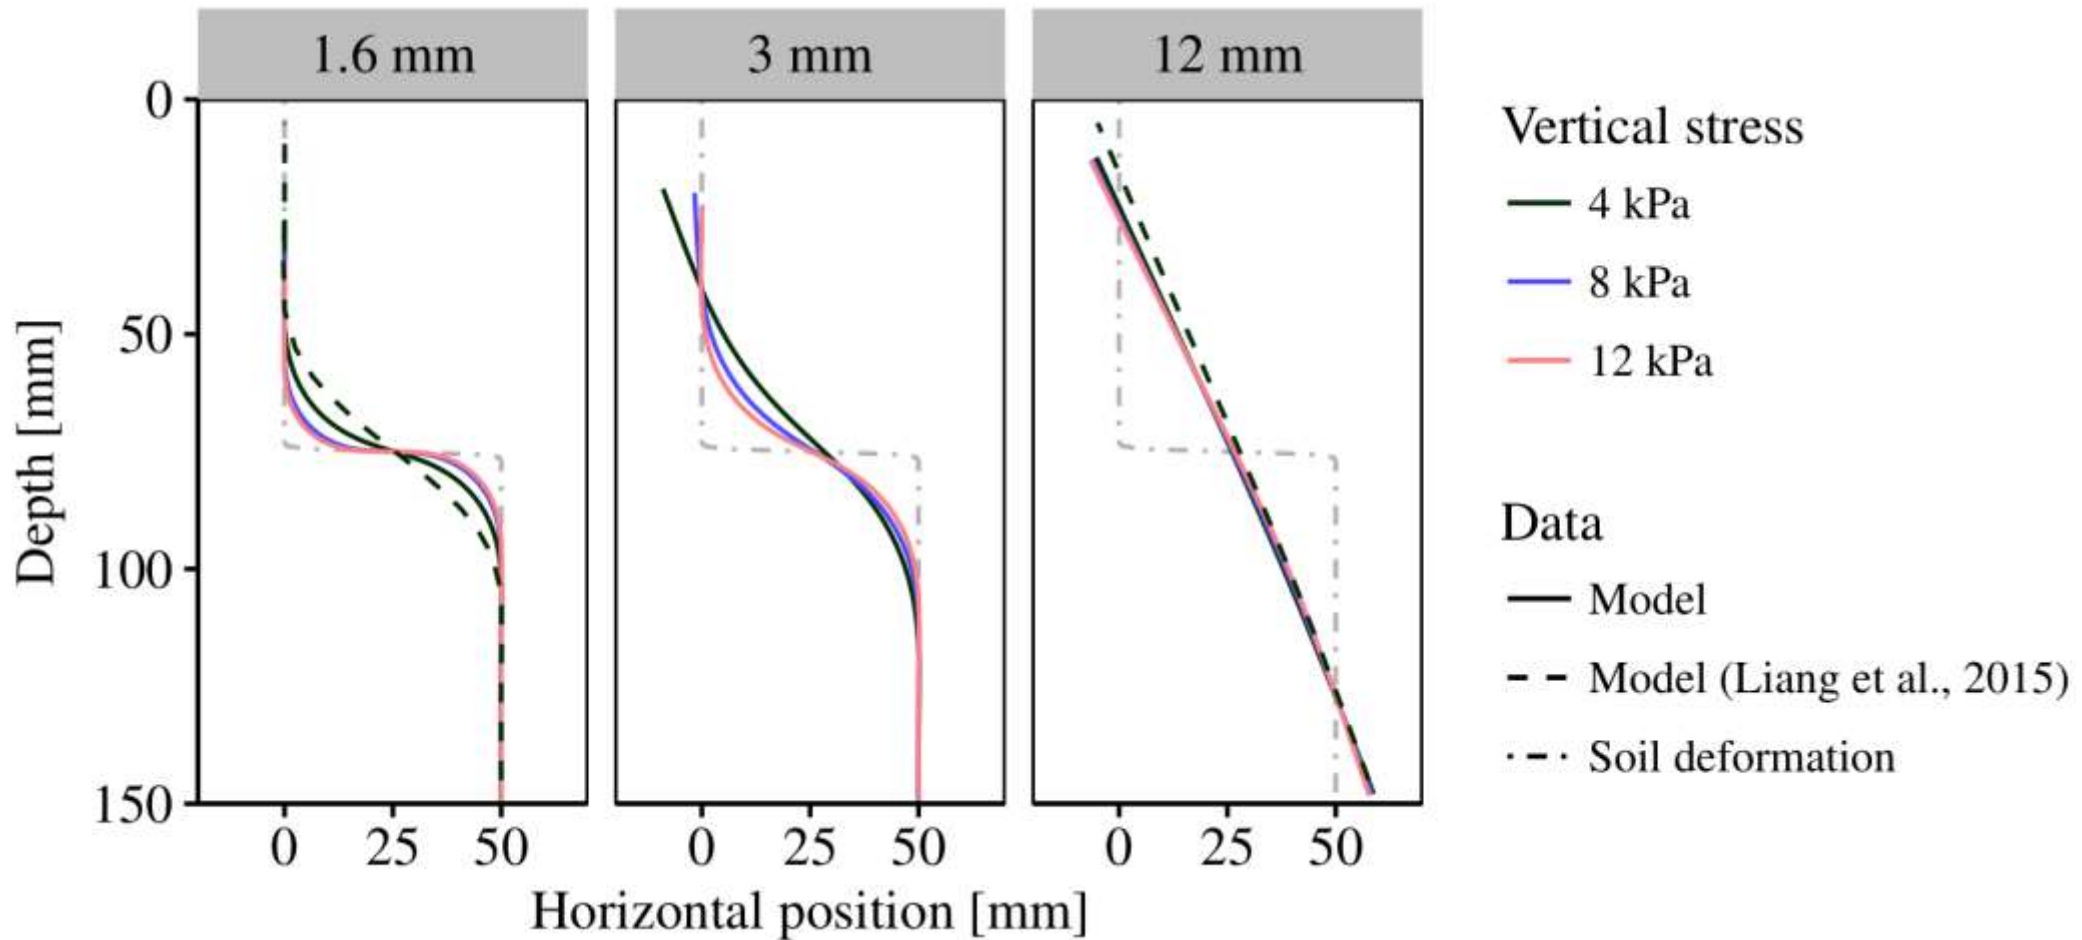 1.6 mm
3 mm
12 mm
0
50
100
150
Depth [mm]
0 25 50
0 25 50
0 25 50
Horizontal position [mm]
Vertical stress
4 kPa
8 kPa
12 kPa
Data
Model
Model (Liang et al., 2015)
Soil deformation